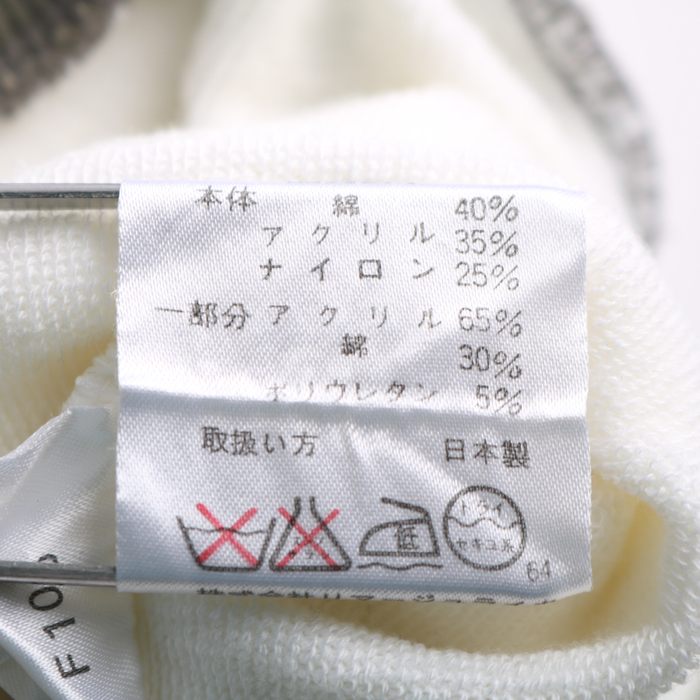 本体 綿 40%
アクリル 35%
ナイロン 25%
一部分 アクリル 65%
綿 30%
ポリウレタン 5%
取扱い方 日本製
低
ドライ
セキユ系
64
F10